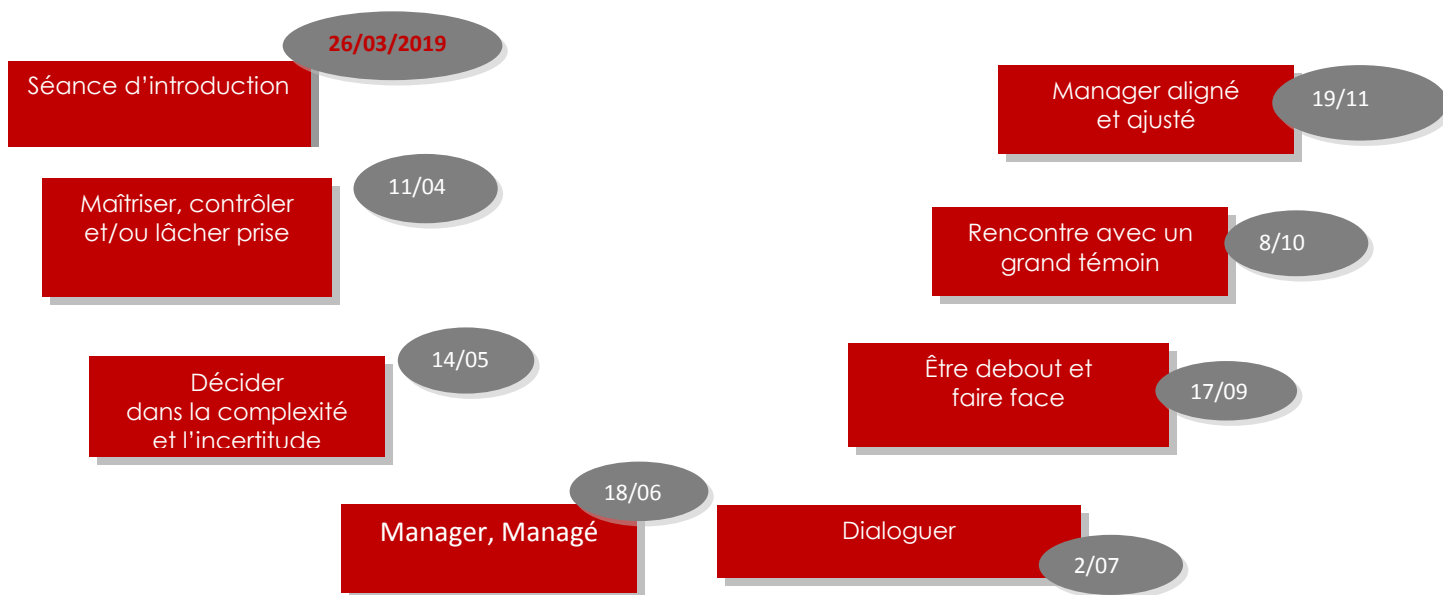 26/03/2019
Séance d'introduction
11/04
Maîtriser, contrôler
et/ou lâcher prise
14/05
Décider
dans la complexité
et l'incertitude
18/06
Manager, Managé
Dialoguer
2/07
Être debout et
faire face
17/09
Rencontre avec un
grand témoin
8/10
Manager aligné
et ajusté
19/11